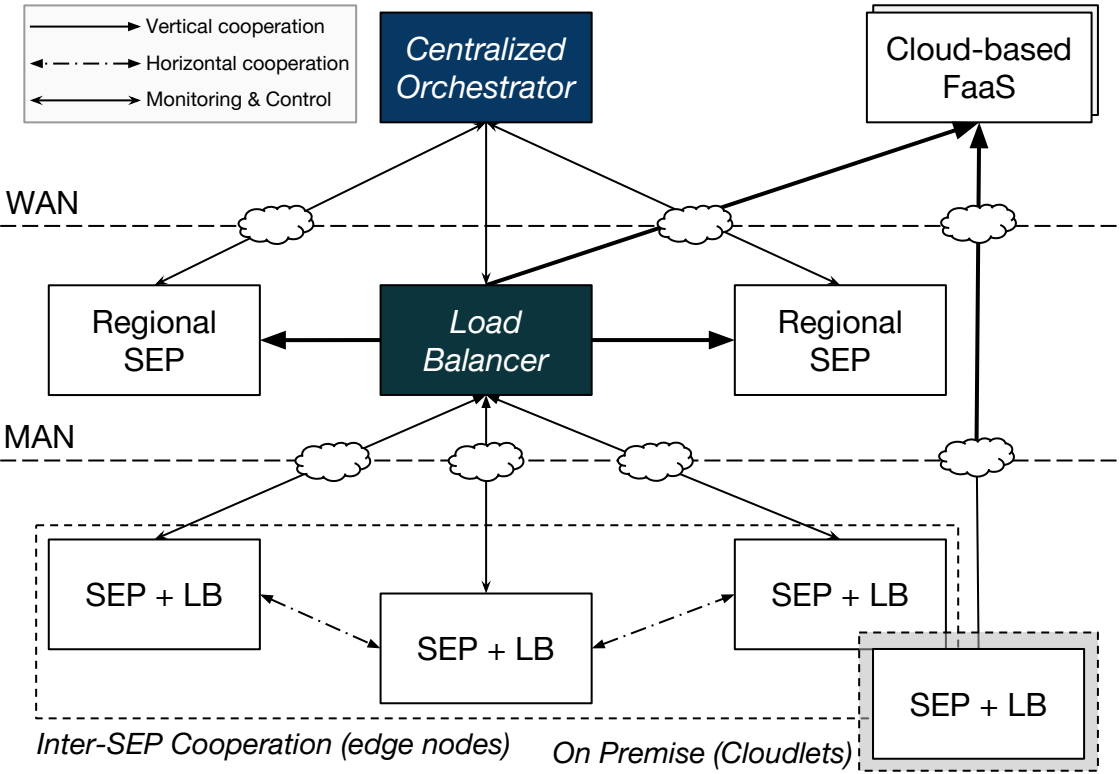 Vertical cooperation
Horizontal cooperation
Monitoring & Control
Centralized
Orchestrator
Cloud-based
FaaS
WAN
Regional
SEP
Load
Balancer
Regional
SEP
MAN
SEP + LB
SEP + LB
SEP + LB
SEP + LB
Inter-SEP Cooperation (edge nodes)
On Premise (Cloudlets)